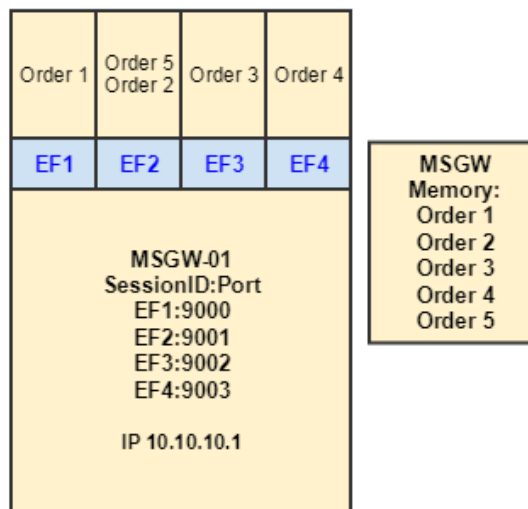 Order 1
Order 5
Order 2
Order 3
Order 4
EF1
EF2
EF3
EF4
MSGW-01
SessionID:Port
EF1:9000
EF2:9001
EF3:9002
EF4:9003
IP 10.10.10.1
MSGW
Memory:
Order 1
Order 2
Order 3
Order 4
Order 5